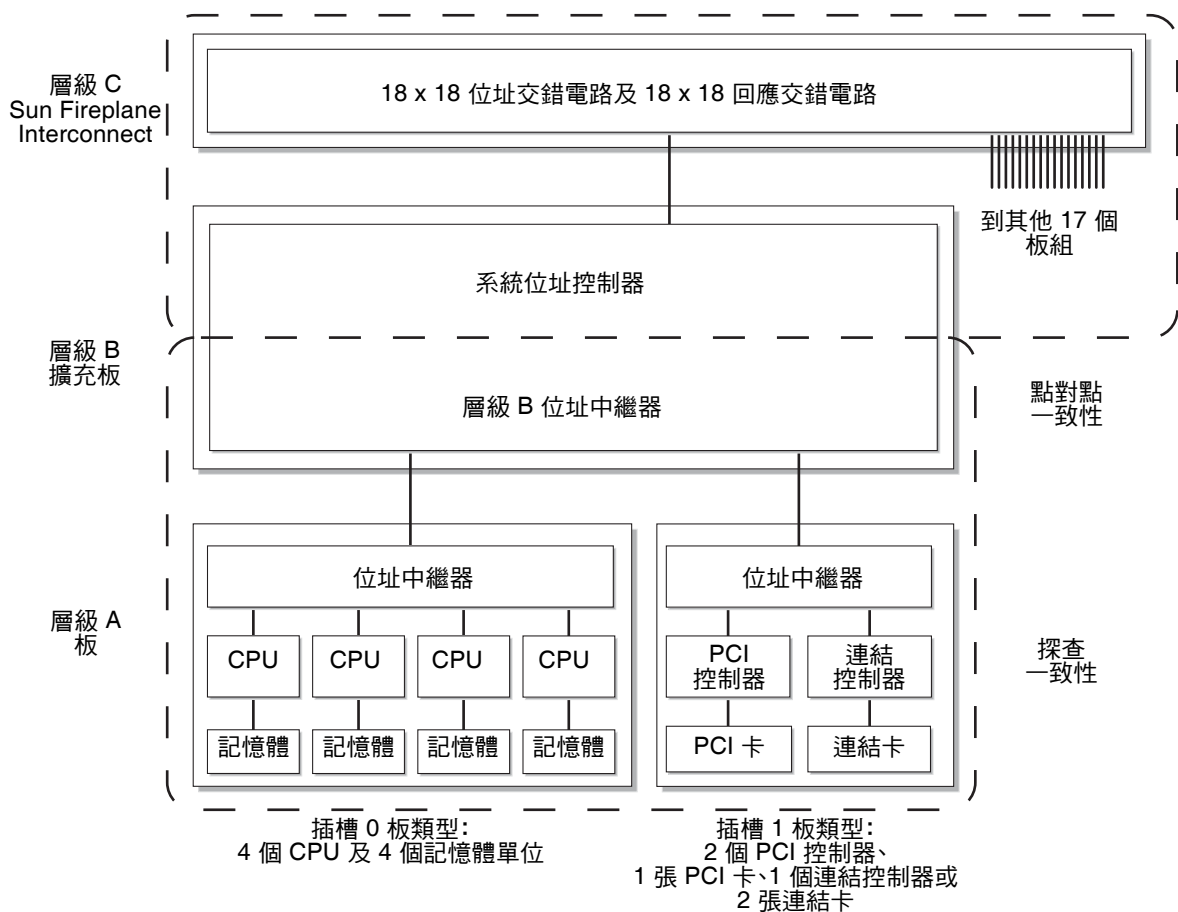 層級 C
Sun Fireplane
Interconnect
18 x 18 位址交錯電路及 18 x 18 回應交錯電路
到其他 17 個
板組
系統位址控制器
層級 B
擴充板
層級 B 位址中繼器
點對點
一致性
位址中繼器
位址中繼器
層級 A
板
CPU
CPU
CPU
CPU
PCI
控制器
連結
控制器
探查
一致性
記憶體
記憶體
記憶體
記憶體
PCI 卡
連結卡
插槽 0 板類型:
4 個 CPU 及 4 個記憶體單位
插槽 1 板類型:
2 個 PCI 控制器、
1 張 PCI 卡、1 個連結控制器或
2 張連結卡